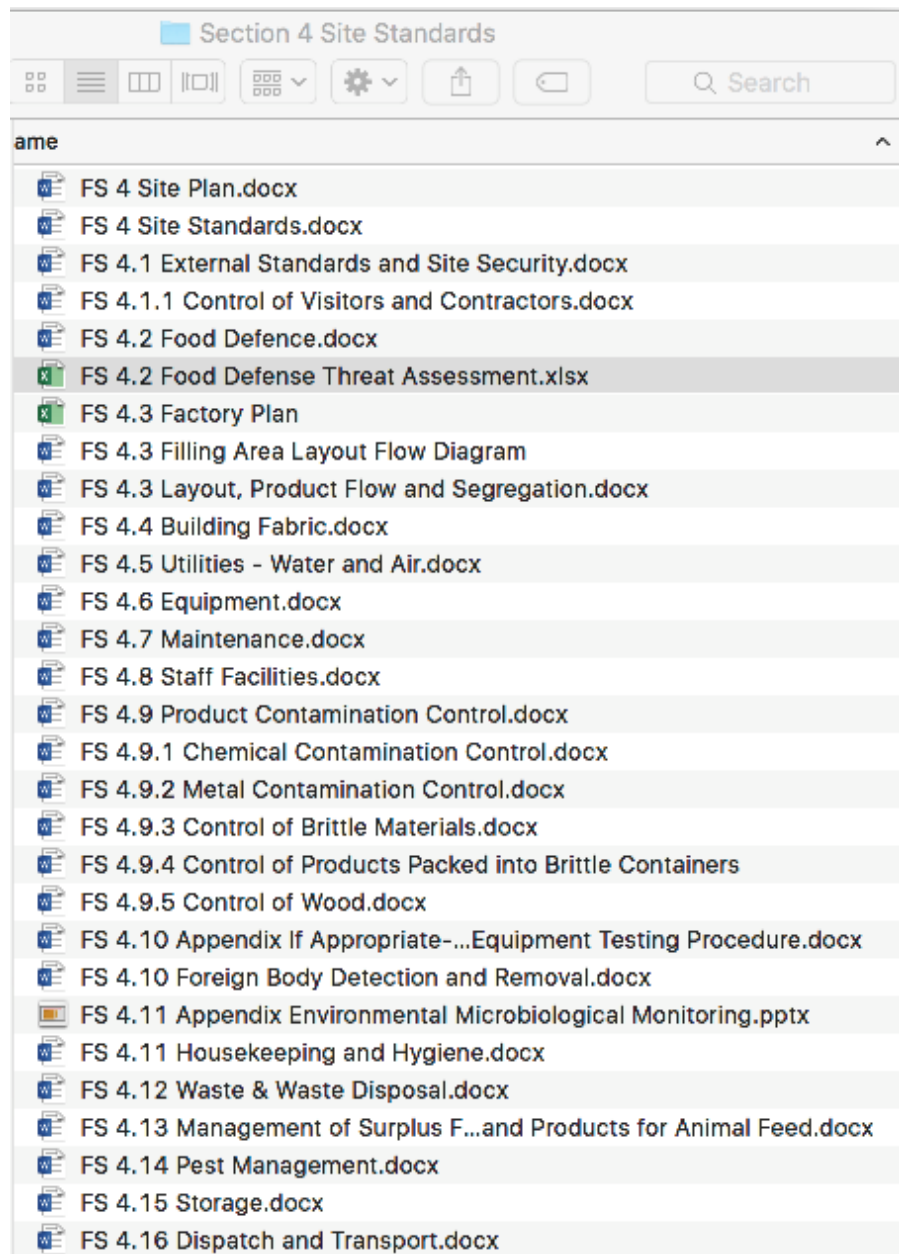 Section 4 Site Standards
Search
ame
FS 4 Site Plan.docx
FS 4 Site Standards.docx
FS 4.1 External Standards and Site Security.docx
FS 4.1.1 Control of Visitors and Contractors.docx
FS 4.2 Food Defence.docx
FS 4.2 Food Defense Threat Assessment.xlsx
FS 4.3 Factory Plan
FS 4.3 Filling Area Layout Flow Diagram
FS 4.3 Layout, Product Flow and Segregation.docx
FS 4.4 Building Fabric.docx
FS 4.5 Utilities - Water and Air.docx
FS 4.6 Equipment.docx
FS 4.7 Maintenance.docx
FS 4.8 Staff Facilities.docx
FS 4.9 Product Contamination Control.docx
FS 4.9.1 Chemical Contamination Control.docx
FS 4.9.2 Metal Contamination Control.docx
FS 4.9.3 Control of Brittle Materials.docx
FS 4.9.4 Control of Products Packed into Brittle Containers
FS 4.9.5 Control of Wood.docx
FS 4.10 Appendix If Appropriate-...Equipment Testing Procedure.docx
FS 4.10 Foreign Body Detection and Removal.docx
FS 4.11 Appendix Environmental Microbiological Monitoring.pptx
FS 4.11 Housekeeping and Hygiene.docx
FS 4.12 Waste & Waste Disposal.docx
FS 4.13 Management of Surplus F...and Products for Animal Feed.docx
FS 4.14 Pest Management.docx
FS 4.15 Storage.docx
FS 4.16 Dispatch and Transport.docx